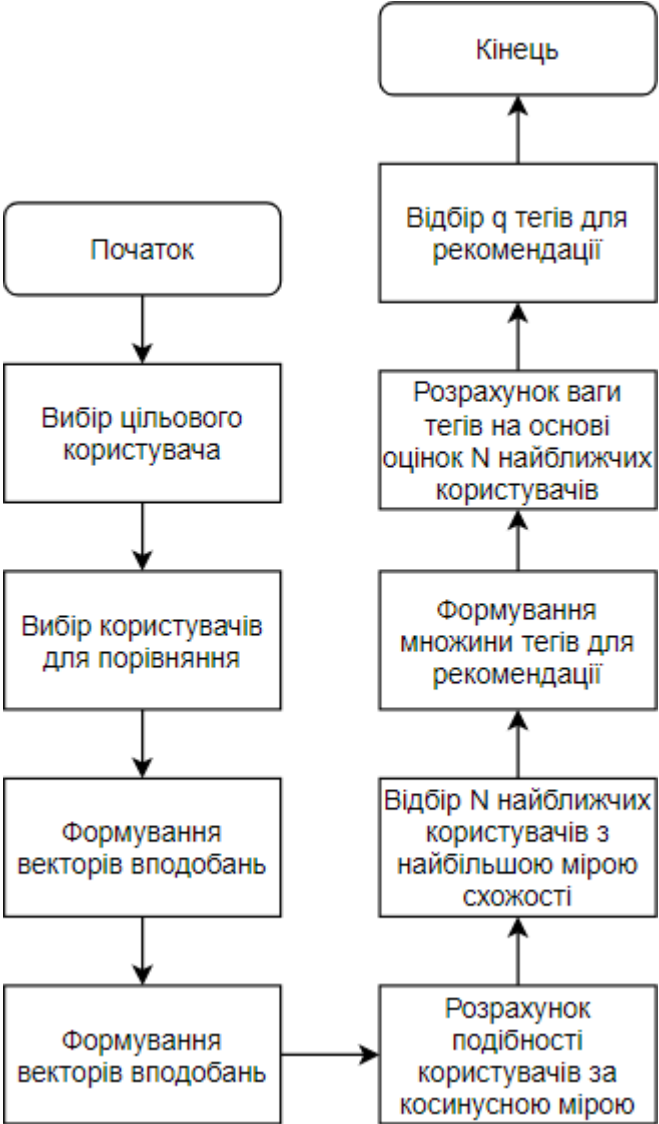 Початок
Вибір цільового
користувача
Вибір користувачів
для порівняння
Формування
векторів вподобань
Формування
векторів вподобань
Розрахунок
подібності
користувачів за
косинусною мірою
Відбір N найближчих
користувачів з
найбільшою мірою
схожості
Формування
множини тегів для
рекомендації
Розрахунок ваги
тегів на основі
оцінок N найближчих
користувачів
Відбір q тегів для
рекомендації
Кінець